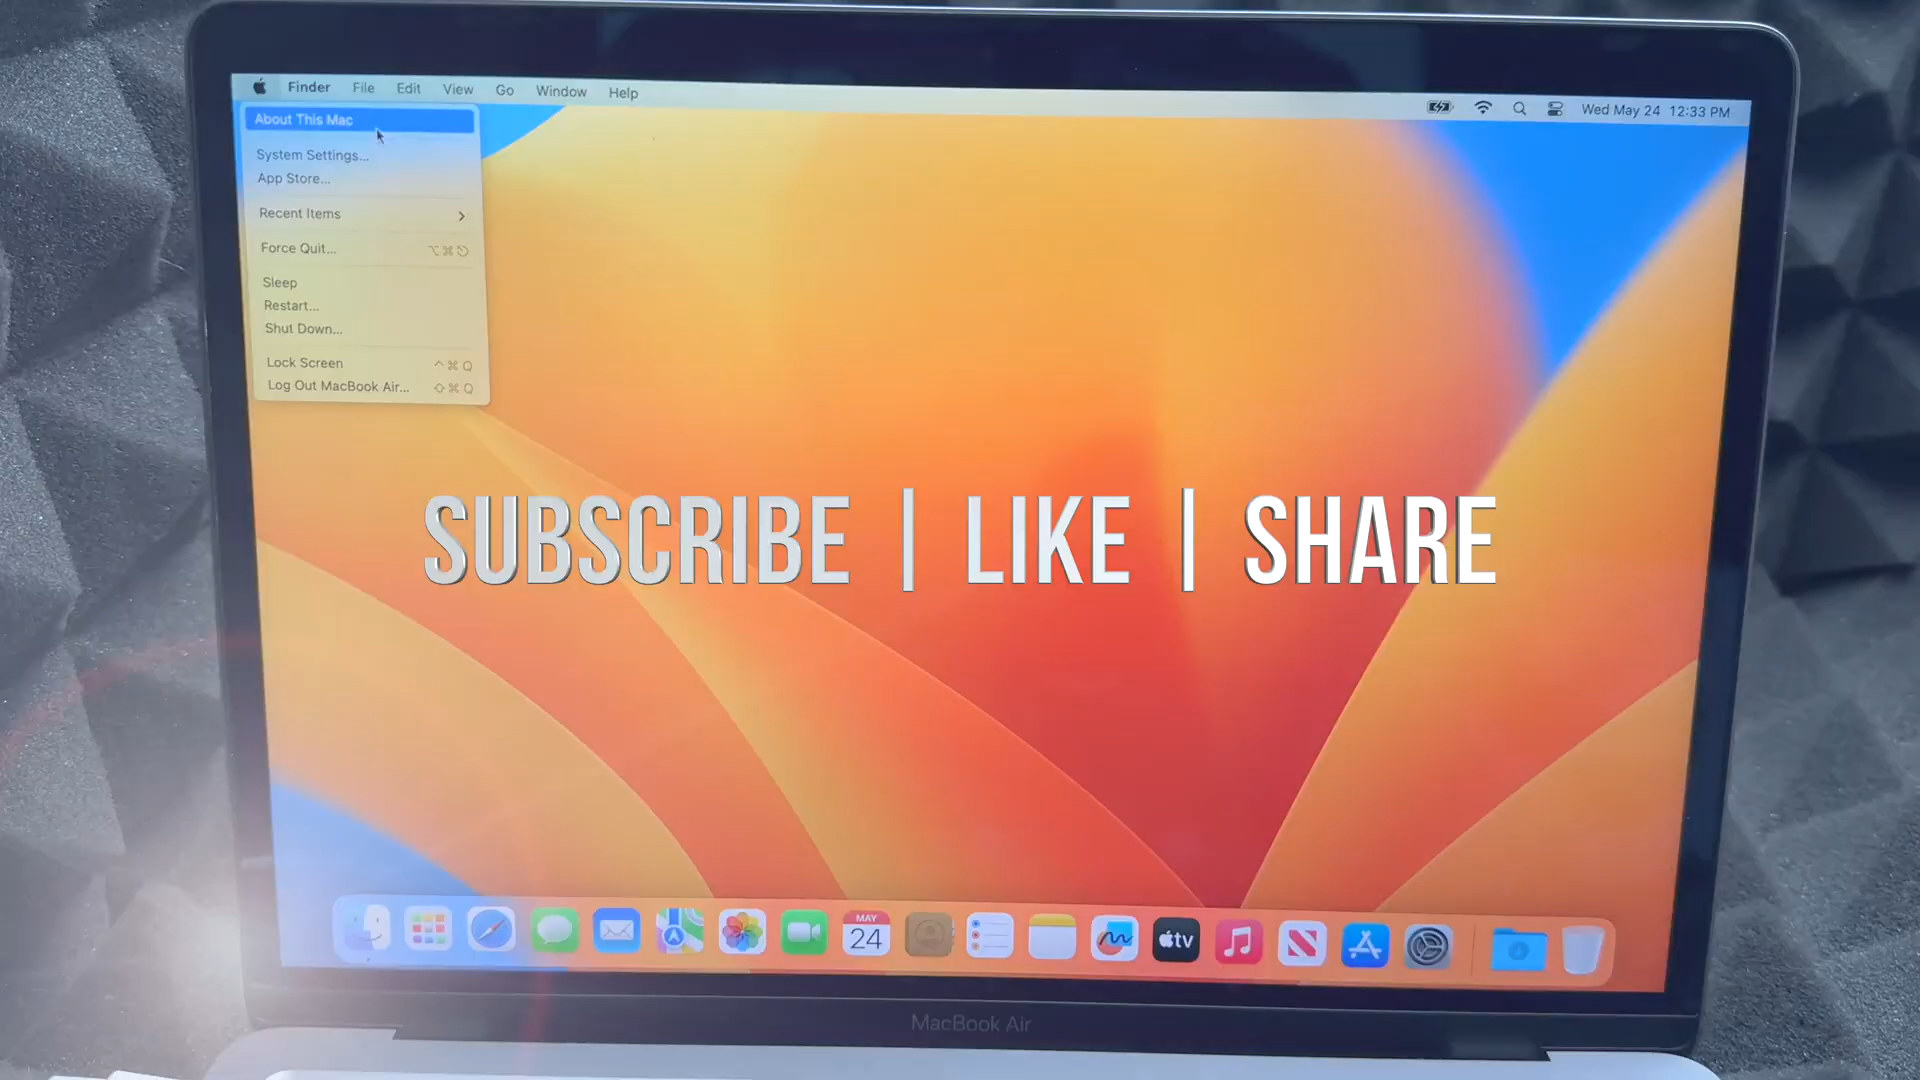 Finder File Edit View Go Window Help
Wed May 24 12:33 PM
About This Mac
System Settings...
App Store...
Recent Items
Force Quit... ⌥⌘⎋
Sleep
Restart...
Shut Down...
Lock Screen ^⌘Q
Log Out MacBook Air... ⇧⌘Q
SUBSCRIBE | LIKE | SHARE
MAY
24
tv
MacBook Air